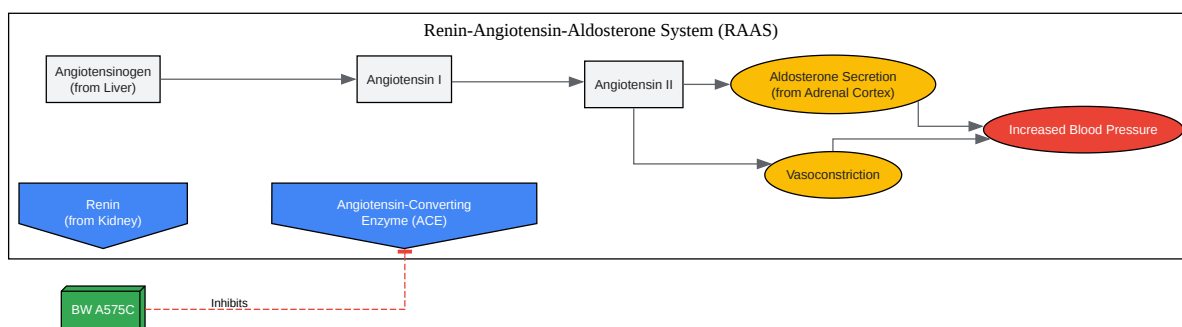 Renin-Angiotensin-Aldosterone System (RAAS)
Angiotensinogen
(from Liver)
Angiotensin I
Angiotensin II
Aldosterone Secretion
(from Adrenal Cortex)
Increased Blood Pressure
Vasoconstriction
Renin
(from Kidney)
Angiotensin-Converting
Enzyme (ACE)
BW A575C
Inhibits